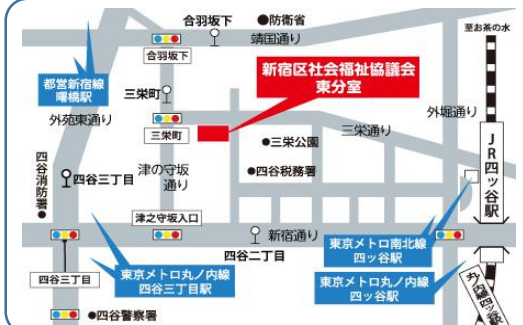 合羽坂下
●防衛省
靖国通り
至お茶の水
合羽坂下
都営新宿線
曙橋駅
新宿区社会福祉協議会
東分室
三栄町
外苑東通り
外堀通り
三栄町
三栄通り
●三栄公園
JR四ッ谷駅
四谷消防署●
四谷三丁目
津の守坂
通り
●四谷税務署
津之守坂入口
新宿通り
四谷二丁目
東京メトロ南北線
四ッ谷駅
四谷三丁目
東京メトロ丸ノ内線
四谷三丁目駅
東京メトロ丸ノ内線
四ッ谷駅
丸ノ内線四ッ谷駅
●四谷警察署